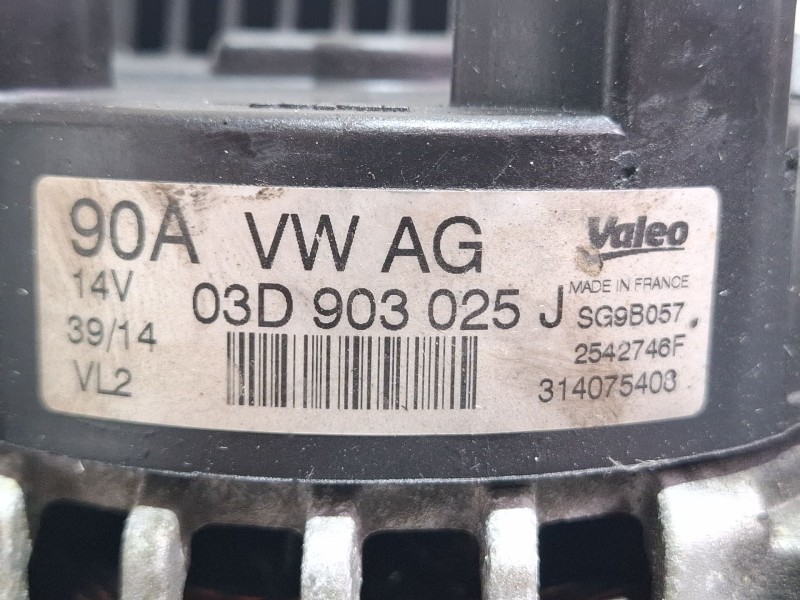 90A VW AG Valeo
14V 03D 903 025 J MADE IN FRANCE
39/14 SG9B057
VL2 2542746F
314075403